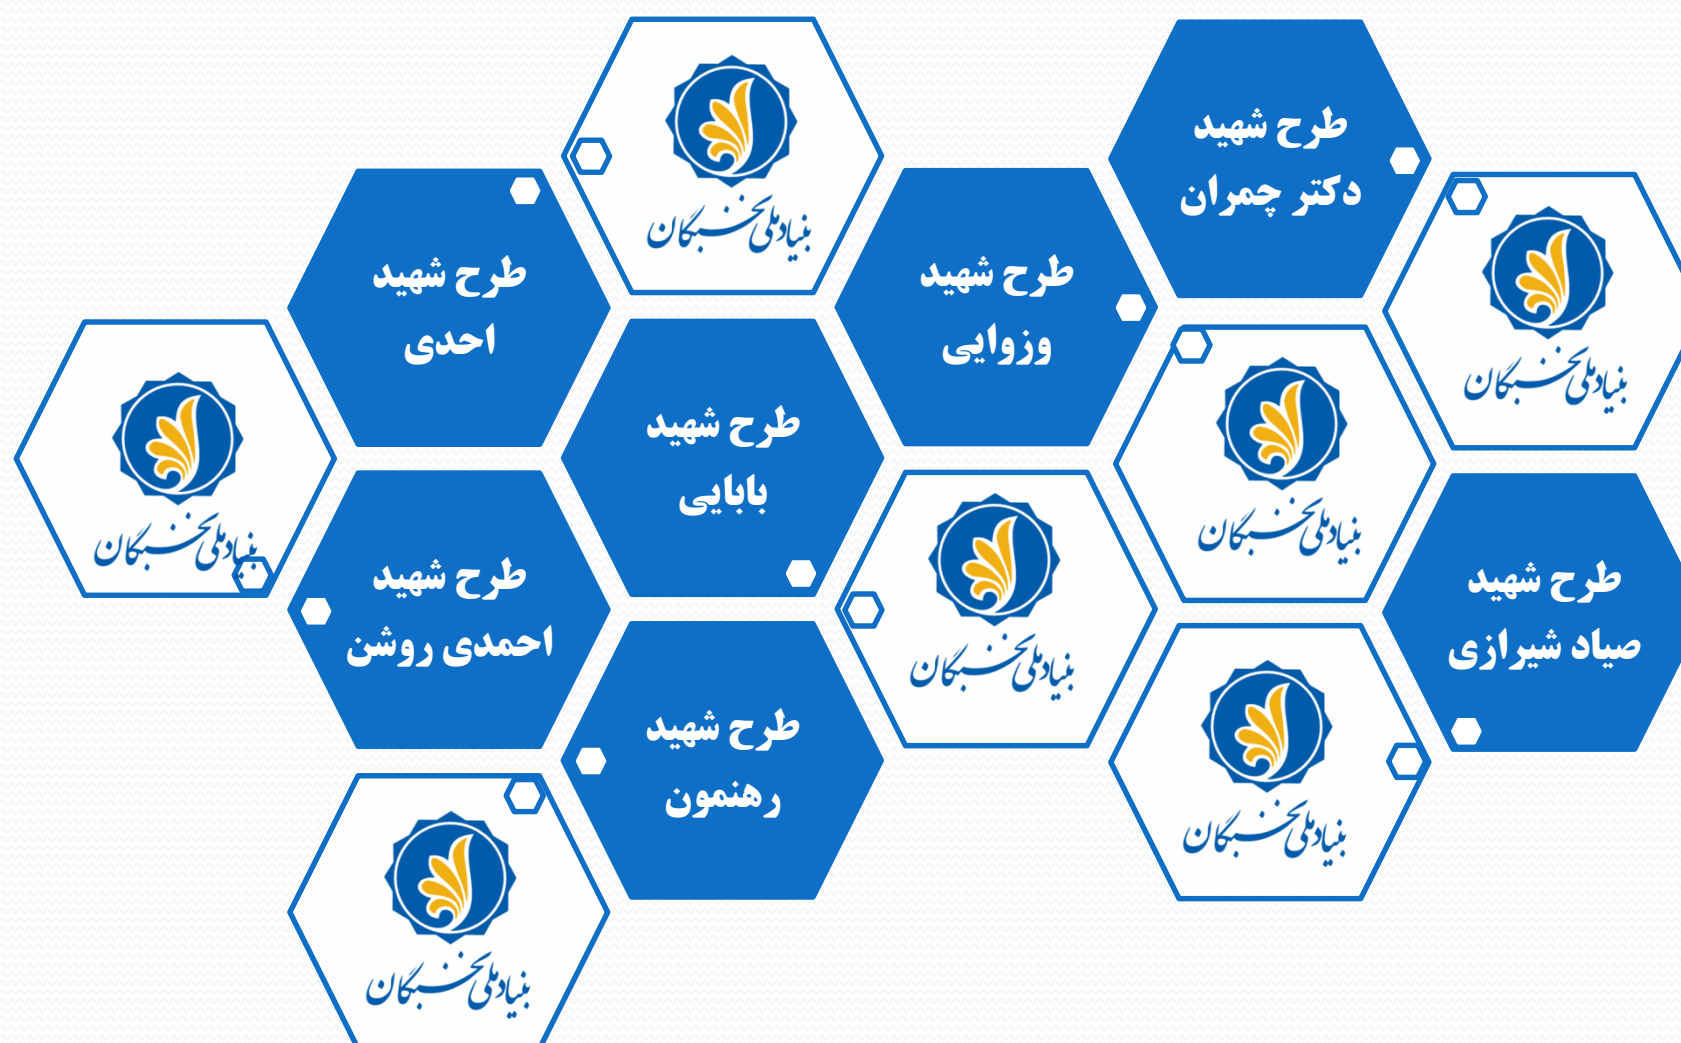 طرح شهید
دکتر چمران
بنیاد ملی نخبگان
طرح شهید
وزوایی
بنیاد ملی نخبگان
طرح شهید
احدی
بنیاد ملی نخبگان
طرح شهید
بابایی
بنیاد ملی نخبگان
طرح شهید
صیاد شیرازی
بنیاد ملی نخبگان
طرح شهید
احمدی روشن
بنیاد ملی نخبگان
طرح شهید
رهنمون
بنیاد ملی نخبگان